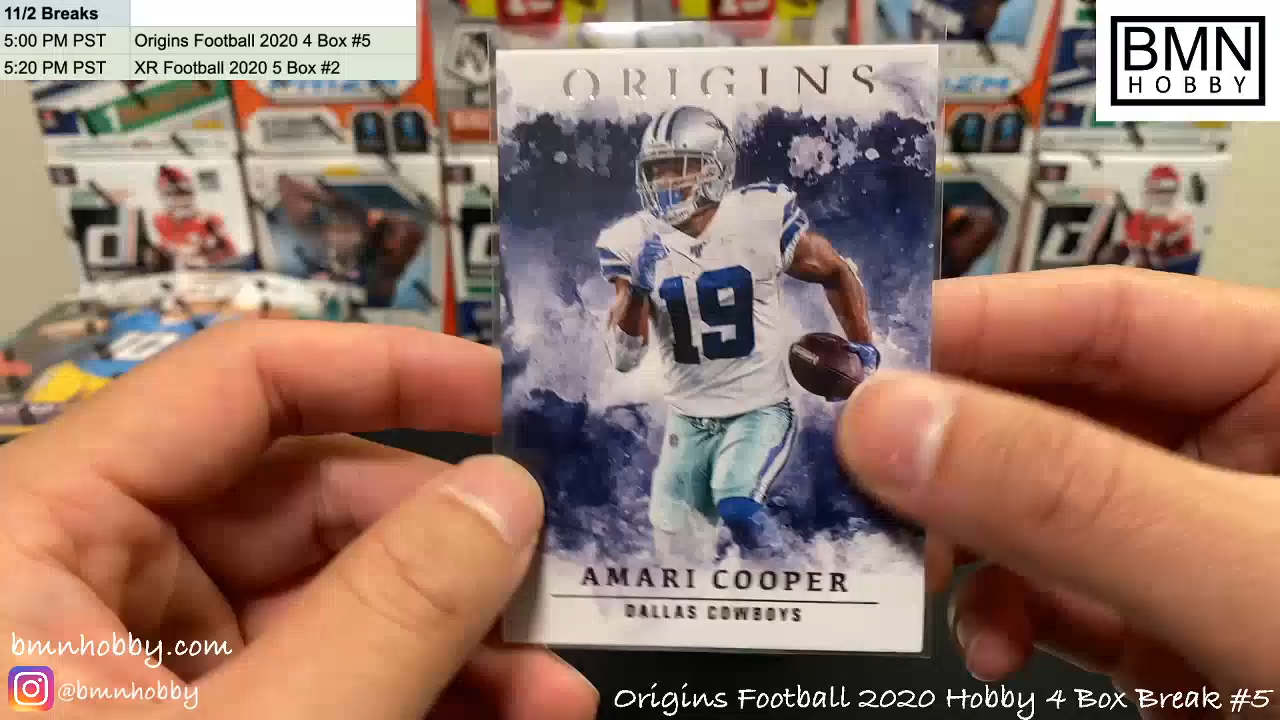 11/2 Breaks
5:00 PM PST Origins Football 2020 4 Box #5
5:20 PM PST XR Football 2020 5 Box #2
BMN
HOBBY
ORIGINS
19
19
AMARI COOPER
DALLAS COWBOYS
bmnhobby.com
@bmnhobby
Origins Football 2020 Hobby 4 Box Break #5